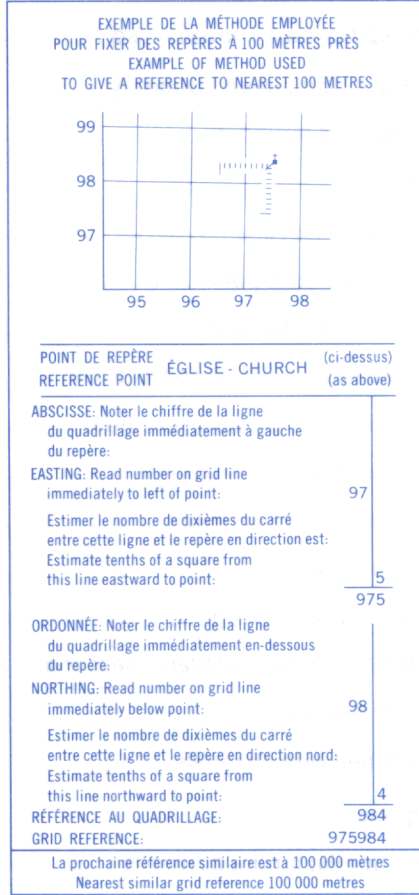 EXEMPLE DE LA MÉTHODE EMPLOYÉE
POUR FIXER DES REPÈRES À 100 MÈTRES PRÈS
EXAMPLE OF METHOD USED
TO GIVE A REFERENCE TO NEAREST 100 METRES
99
98
97
95 96 97 98
POINT DE REPÈRE
REFERENCE POINT
ÉGLISE - CHURCH
(ci-dessus)
(as above)
ABSCISSE: Noter le chiffre de la ligne
du quadrillage immédiatement à gauche
du repère:
EASTING: Read number on grid line
immediately to left of point: 97
Estimer le nombre de dixièmes du carré
entre cette ligne et le repère en direction est:
Estimate tenths of a square from
this line eastward to point: 5
975
ORDONNÉE: Noter le chiffre de la ligne
du quadrillage immédiatement en-dessous
du repère:
NORTHING: Read number on grid line
immediately below point: 98
Estimer le nombre de dixièmes du carré
entre cette ligne et le repère en direction nord:
Estimate tenths of a square from
this line northward to point: 4
RÉFÉRENCE AU QUADRILLAGE: 984
GRID REFERENCE: 975984
La prochaine référence similaire est à 100 000 mètres
Nearest similar grid reference 100 000 metres